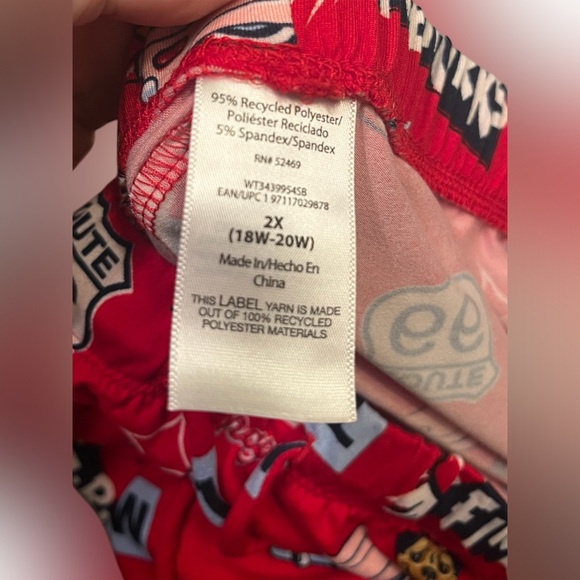 95% Recycled Polyester/
Poliéster Reciclado
5% Spandex/Spandex
RN# 52469
WT34399545B
EAN/UPC 1 97117029878
2X
(18W-20W)
Made In/Hecho En
China
THIS LABEL YARN IS MADE
OUT OF 100% RECYCLED
POLYESTER MATERIALS